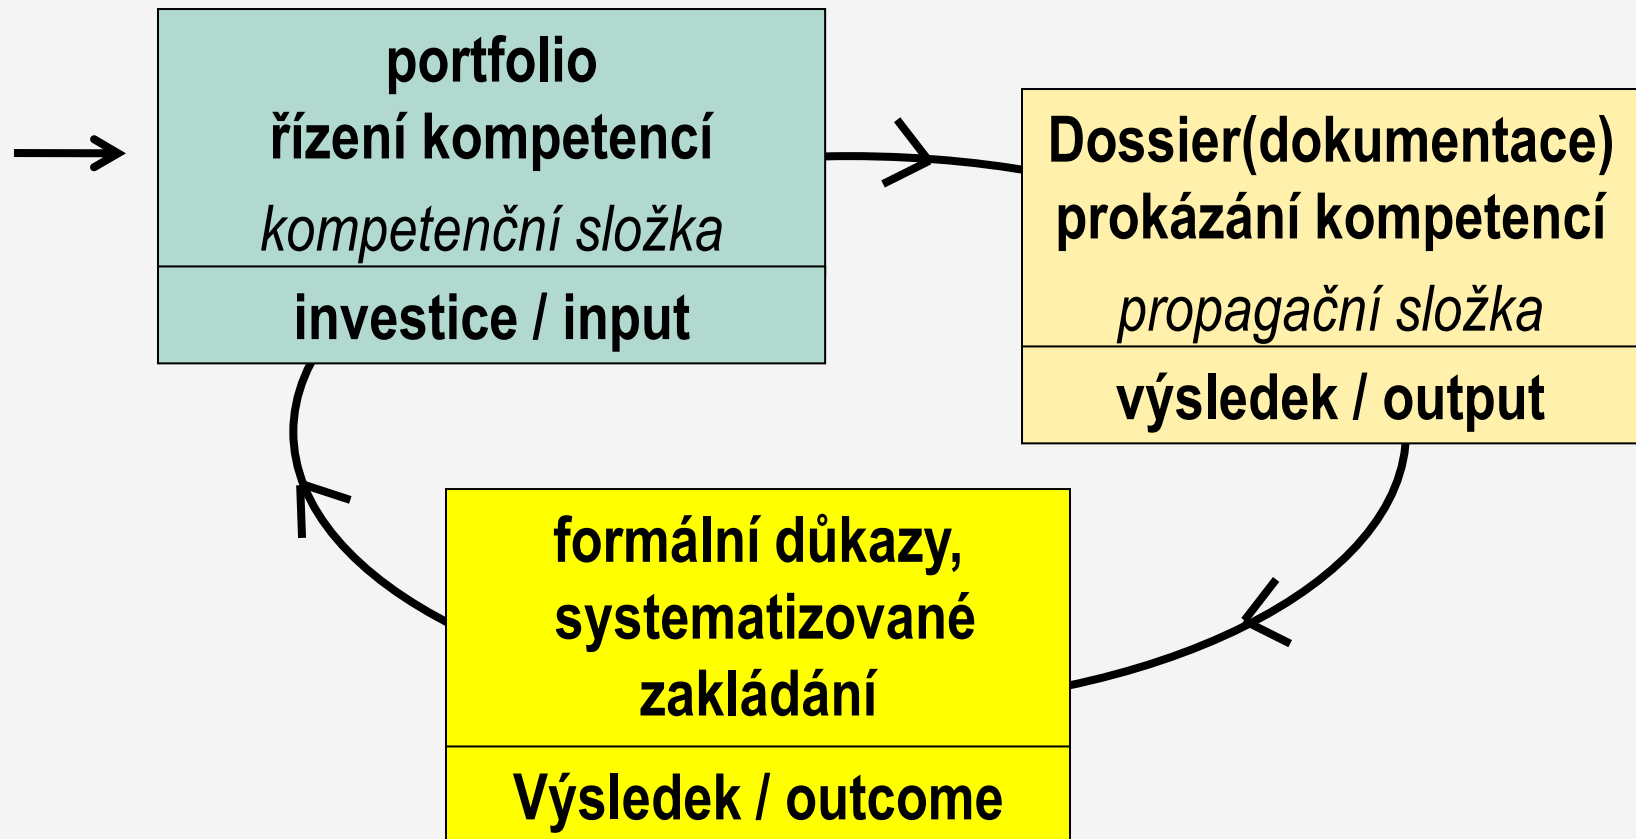 portfolio
řízení kompetencí
kompetenční složka
investice / input
Dossier(dokumentace)
prokázání kompetencí
propagační složka
výsledek / output
formální důkazy,
systematizované
zakládání
Výsledek / outcome